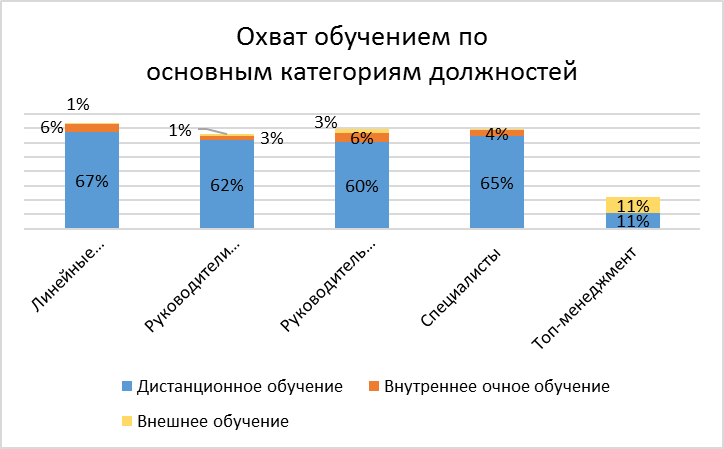 Охват обучением по
основным категориям должностей
1%
6%
67%
1%
3%
62%
3%
6%
60%
4%
65%
11%
11%
Линейные...
Руководители...
Руководитель...
Специалисты
Топ-менеджмент
Дистанционное обучение
Внутреннее очное обучение
Внешнее обучение